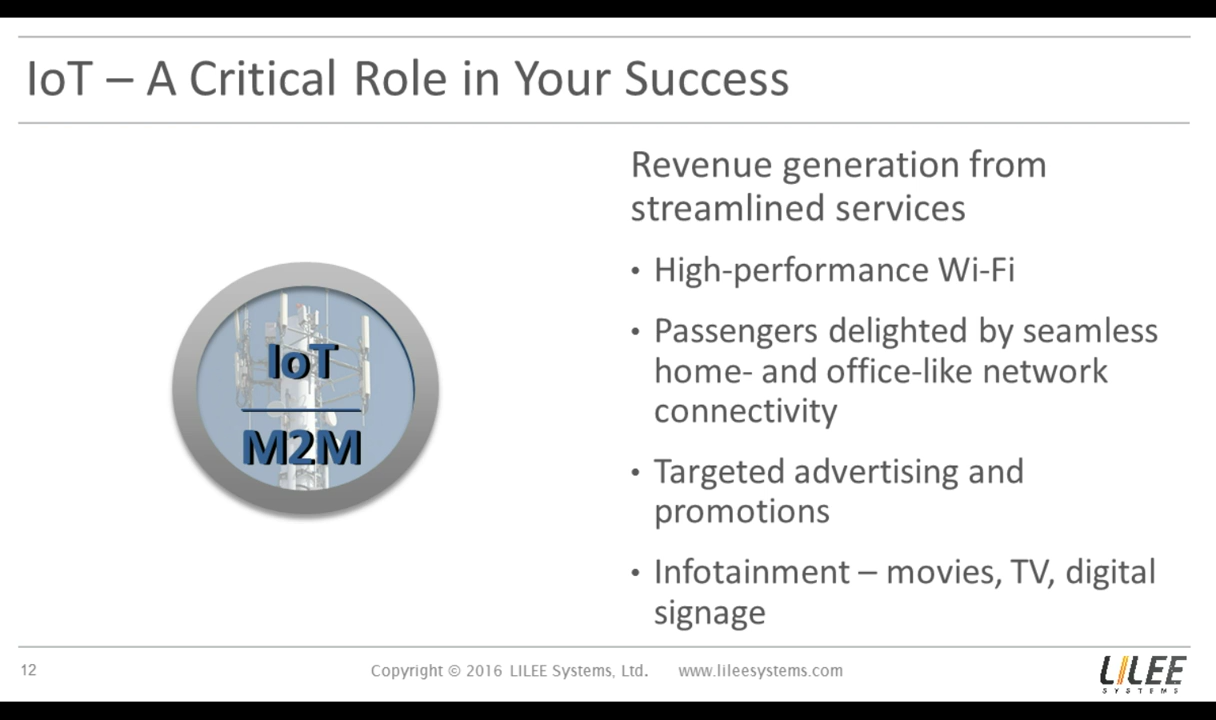 IoT – A Critical Role in Your Success
Revenue generation from
streamlined services
• High-performance Wi-Fi
• Passengers delighted by seamless
home- and office-like network
connectivity
• Targeted advertising and
promotions
• Infotainment – movies, TV, digital
signage
IoT
M2M
12
Copyright © 2016 LILEE Systems, Ltd. www.lileesystems.com
LILEE
SYSTEMS